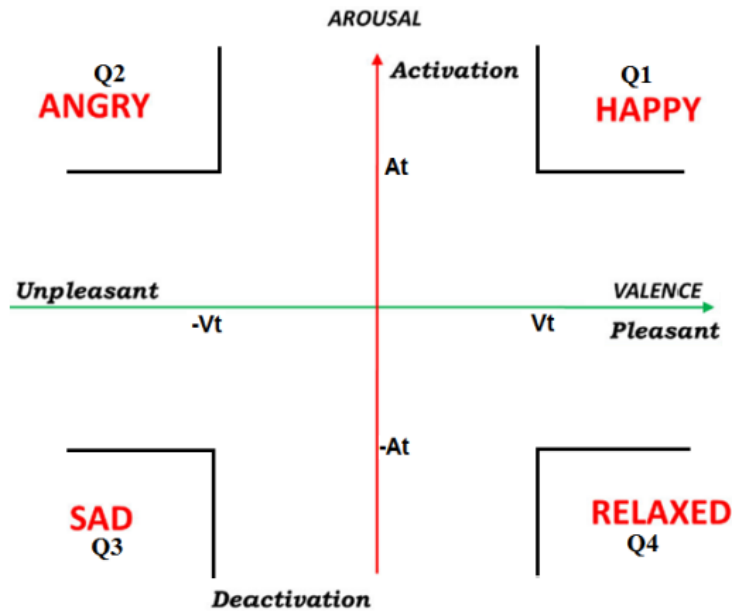 AROUSAL
Q2
ANGRY
Activation
Q1
HAPPY
At
Unpleasant
VALENCE
-Vt
Vt
Pleasant
-At
SAD
Q3
RELAXED
Q4
Deactivation